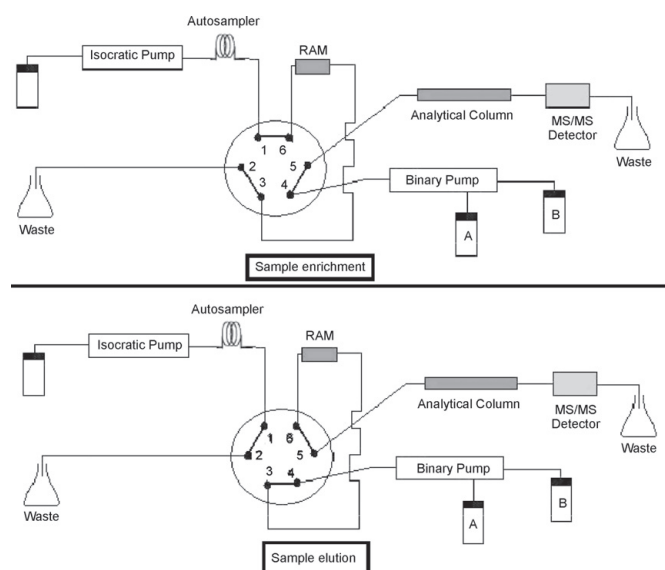 Autosampler
Isocratic Pump
RAM
Analytical Column
MS/MS
Detector
Waste
1
6
2
5
3
4
Waste
Binary Pump
A
B
Sample enrichment
Autosampler
Isocratic Pump
RAM
Analytical Column
MS/MS
Detector
Waste
1
6
2
5
3
4
Waste
Binary Pump
A
B
Sample elution